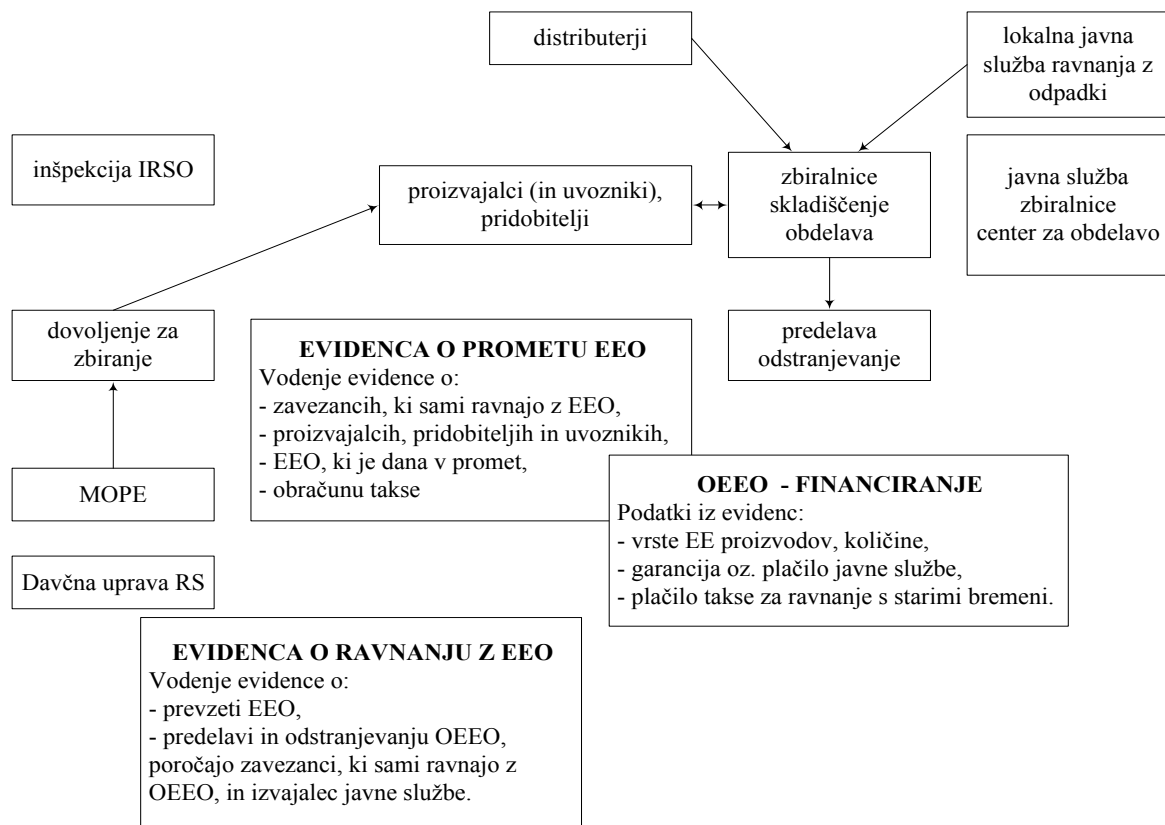 distributerji
lokalna javna
služba ravnanja z
odpadki
inšpekcija IRSO
proizvajalci (in uvozniki),
pridobitelji
zbiralnice
skladiščenje
obdelava
javna služba
zbiralnice
center za obdelavo
dovoljenje za
zbiranje
predelava
odstranjevanje
EVIDENCA O PROMETU EEO
Vodenje evidence o:
- zavezancih, ki sami ravnajo z EEO,
- proizvajalcih, pridobiteljih in uvoznikih,
- EEO, ki je dana v promet,
- obračunu takse
MOPE
OEEO - FINANCIRANJE
Podatki iz evidenc:
- vrste EE proizvodov, količine,
- garancija oz. plačilo javne službe,
- plačilo takse za ravnanje s starimi bremeni.
Davčna uprava RS
EVIDENCA O RAVNANJU Z EEO
Vodenje evidence o:
- prevzeti EEO,
- predelavi in odstranjevanju OEEO,
poročajo zavezanci, ki sami ravnajo z
OEEO, in izvajalec javne službe.